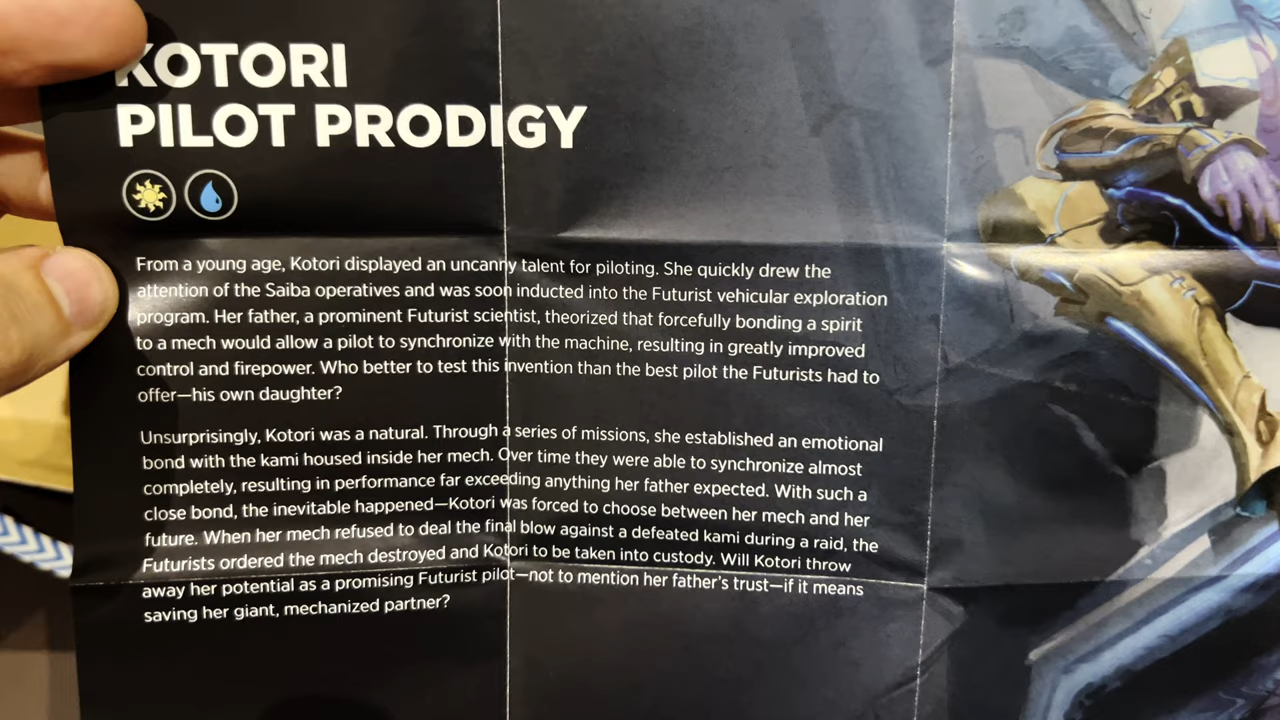 KOTORI
PILOT PRODIGY
From a young age, Kotori displayed an uncanny talent for piloting. She quickly drew the
attention of the Saiba operatives and was soon inducted into the Futurist vehicular exploration
program. Her father, a prominent Futurist scientist, theorized that forcefully bonding a spirit
to a mech would allow a pilot to synchronize with the machine, resulting in greatly improved
control and firepower. Who better to test this invention than the best pilot the Futurists had to
offer—his own daughter?
Unsurprisingly, Kotori was a natural. Through a series of missions, she established an emotional
bond with the kami housed inside her mech. Over time they were able to synchronize almost
completely, resulting in performance far exceeding anything her father expected. With such a
close bond, the inevitable happened—Kotori was forced to choose between her mech and her
future. When her mech refused to deal the final blow against a defeated kami during a raid, the
Futurists ordered the mech destroyed and Kotori to be taken into custody. Will Kotori throw
away her potential as a promising Futurist pilot—not to mention her father's trust—if it means
saving her giant, mechanized partner?